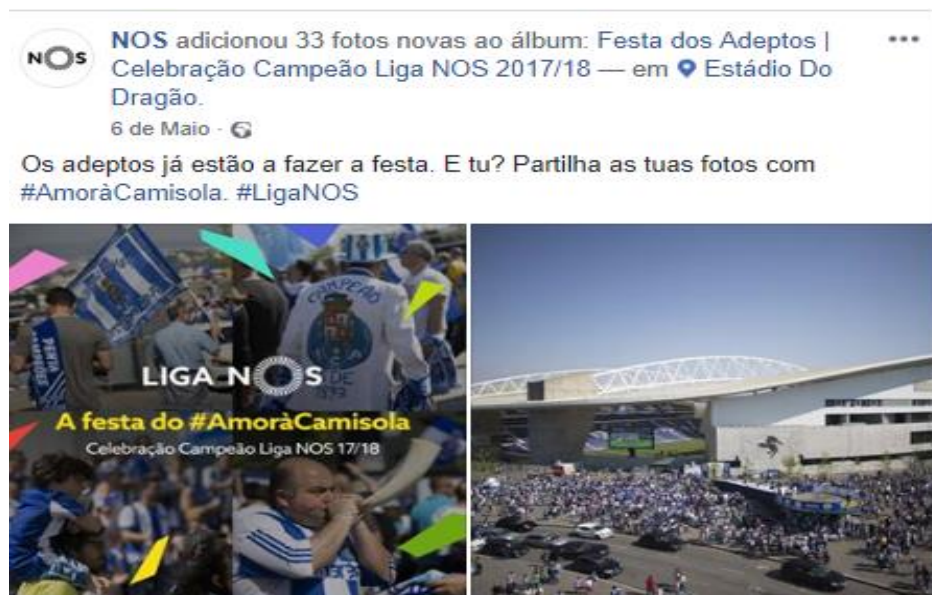 NOS
NOS adicionou 33 fotos novas ao álbum: Festa dos Adeptos |
Celebração Campeão Liga NOS 2017/18 — em Estádio Do
Dragão.
6 de Maio ·
Os adeptos já estão a fazer a festa. E tu? Partilha as tuas fotos com
#AmoràCamisola. #LigaNOS
CAMPEÃO
LIGA NOS
A festa do #AmoràCamisola
Celebração Campeão Liga NOS 17/18